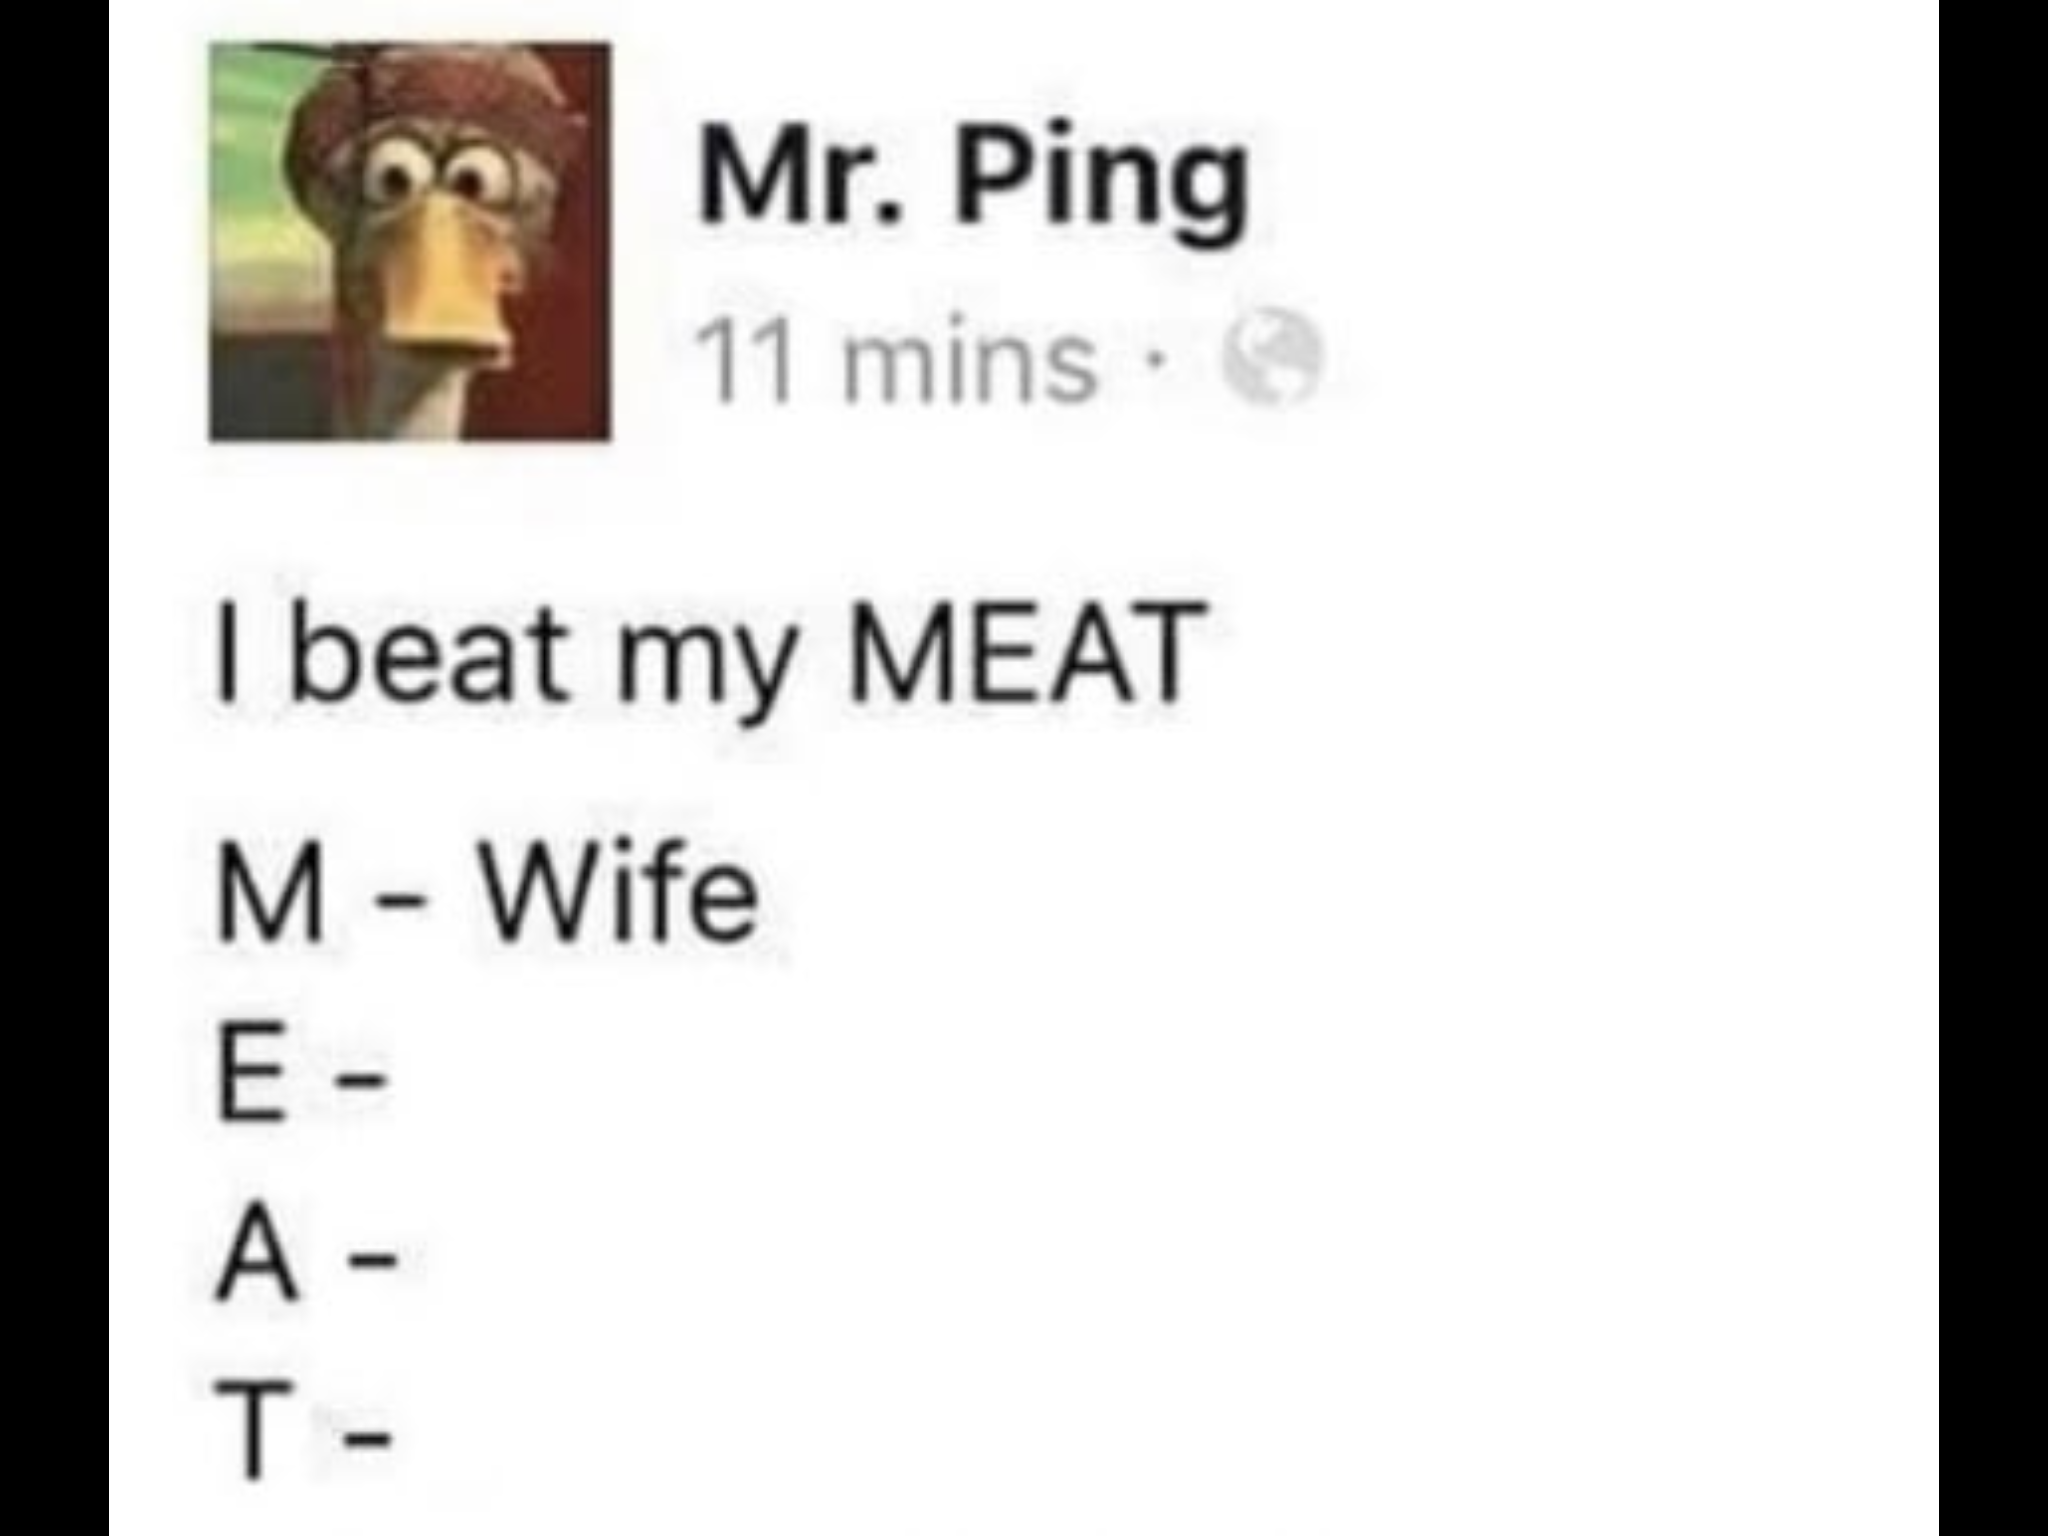 Mr. Ping
11 mins ·
I beat my MEAT
M - Wife
E -
A -
T -